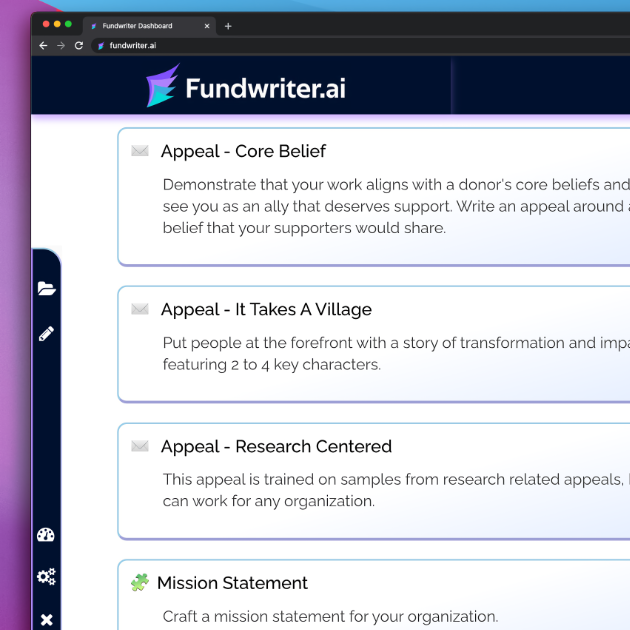 Fundwriter Dashboard
fundwriter.ai
Fundwriter.ai
Appeal - Core Belief
Demonstrate that your work aligns with a donor's core beliefs and
see you as an ally that deserves support. Write an appeal around
belief that your supporters would share.
Appeal - It Takes A Village
Put people at the forefront with a story of transformation and
featuring 2 to 4 key characters.
Appeal - Research Centered
This appeal is trained on samples from research related appeals,
can work for any organization.
Mission Statement
Craft a mission statement for your organization.